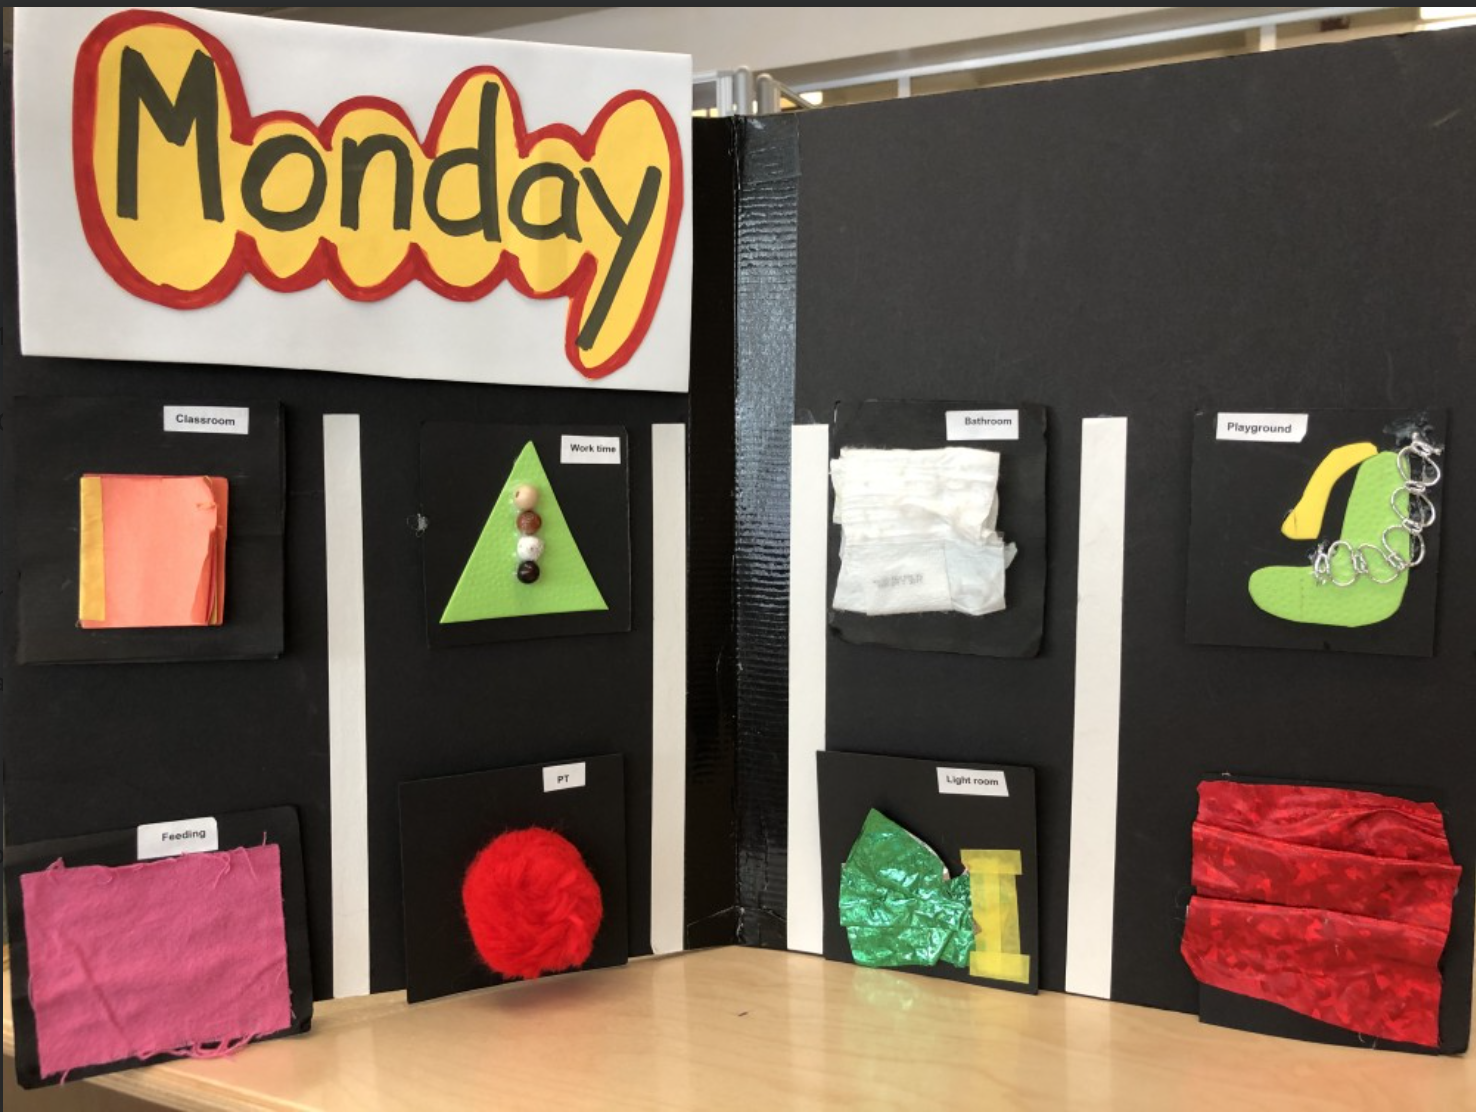 Monday
Classroom
Work time
Bathroom
Playground
Feeding
PT
Light room